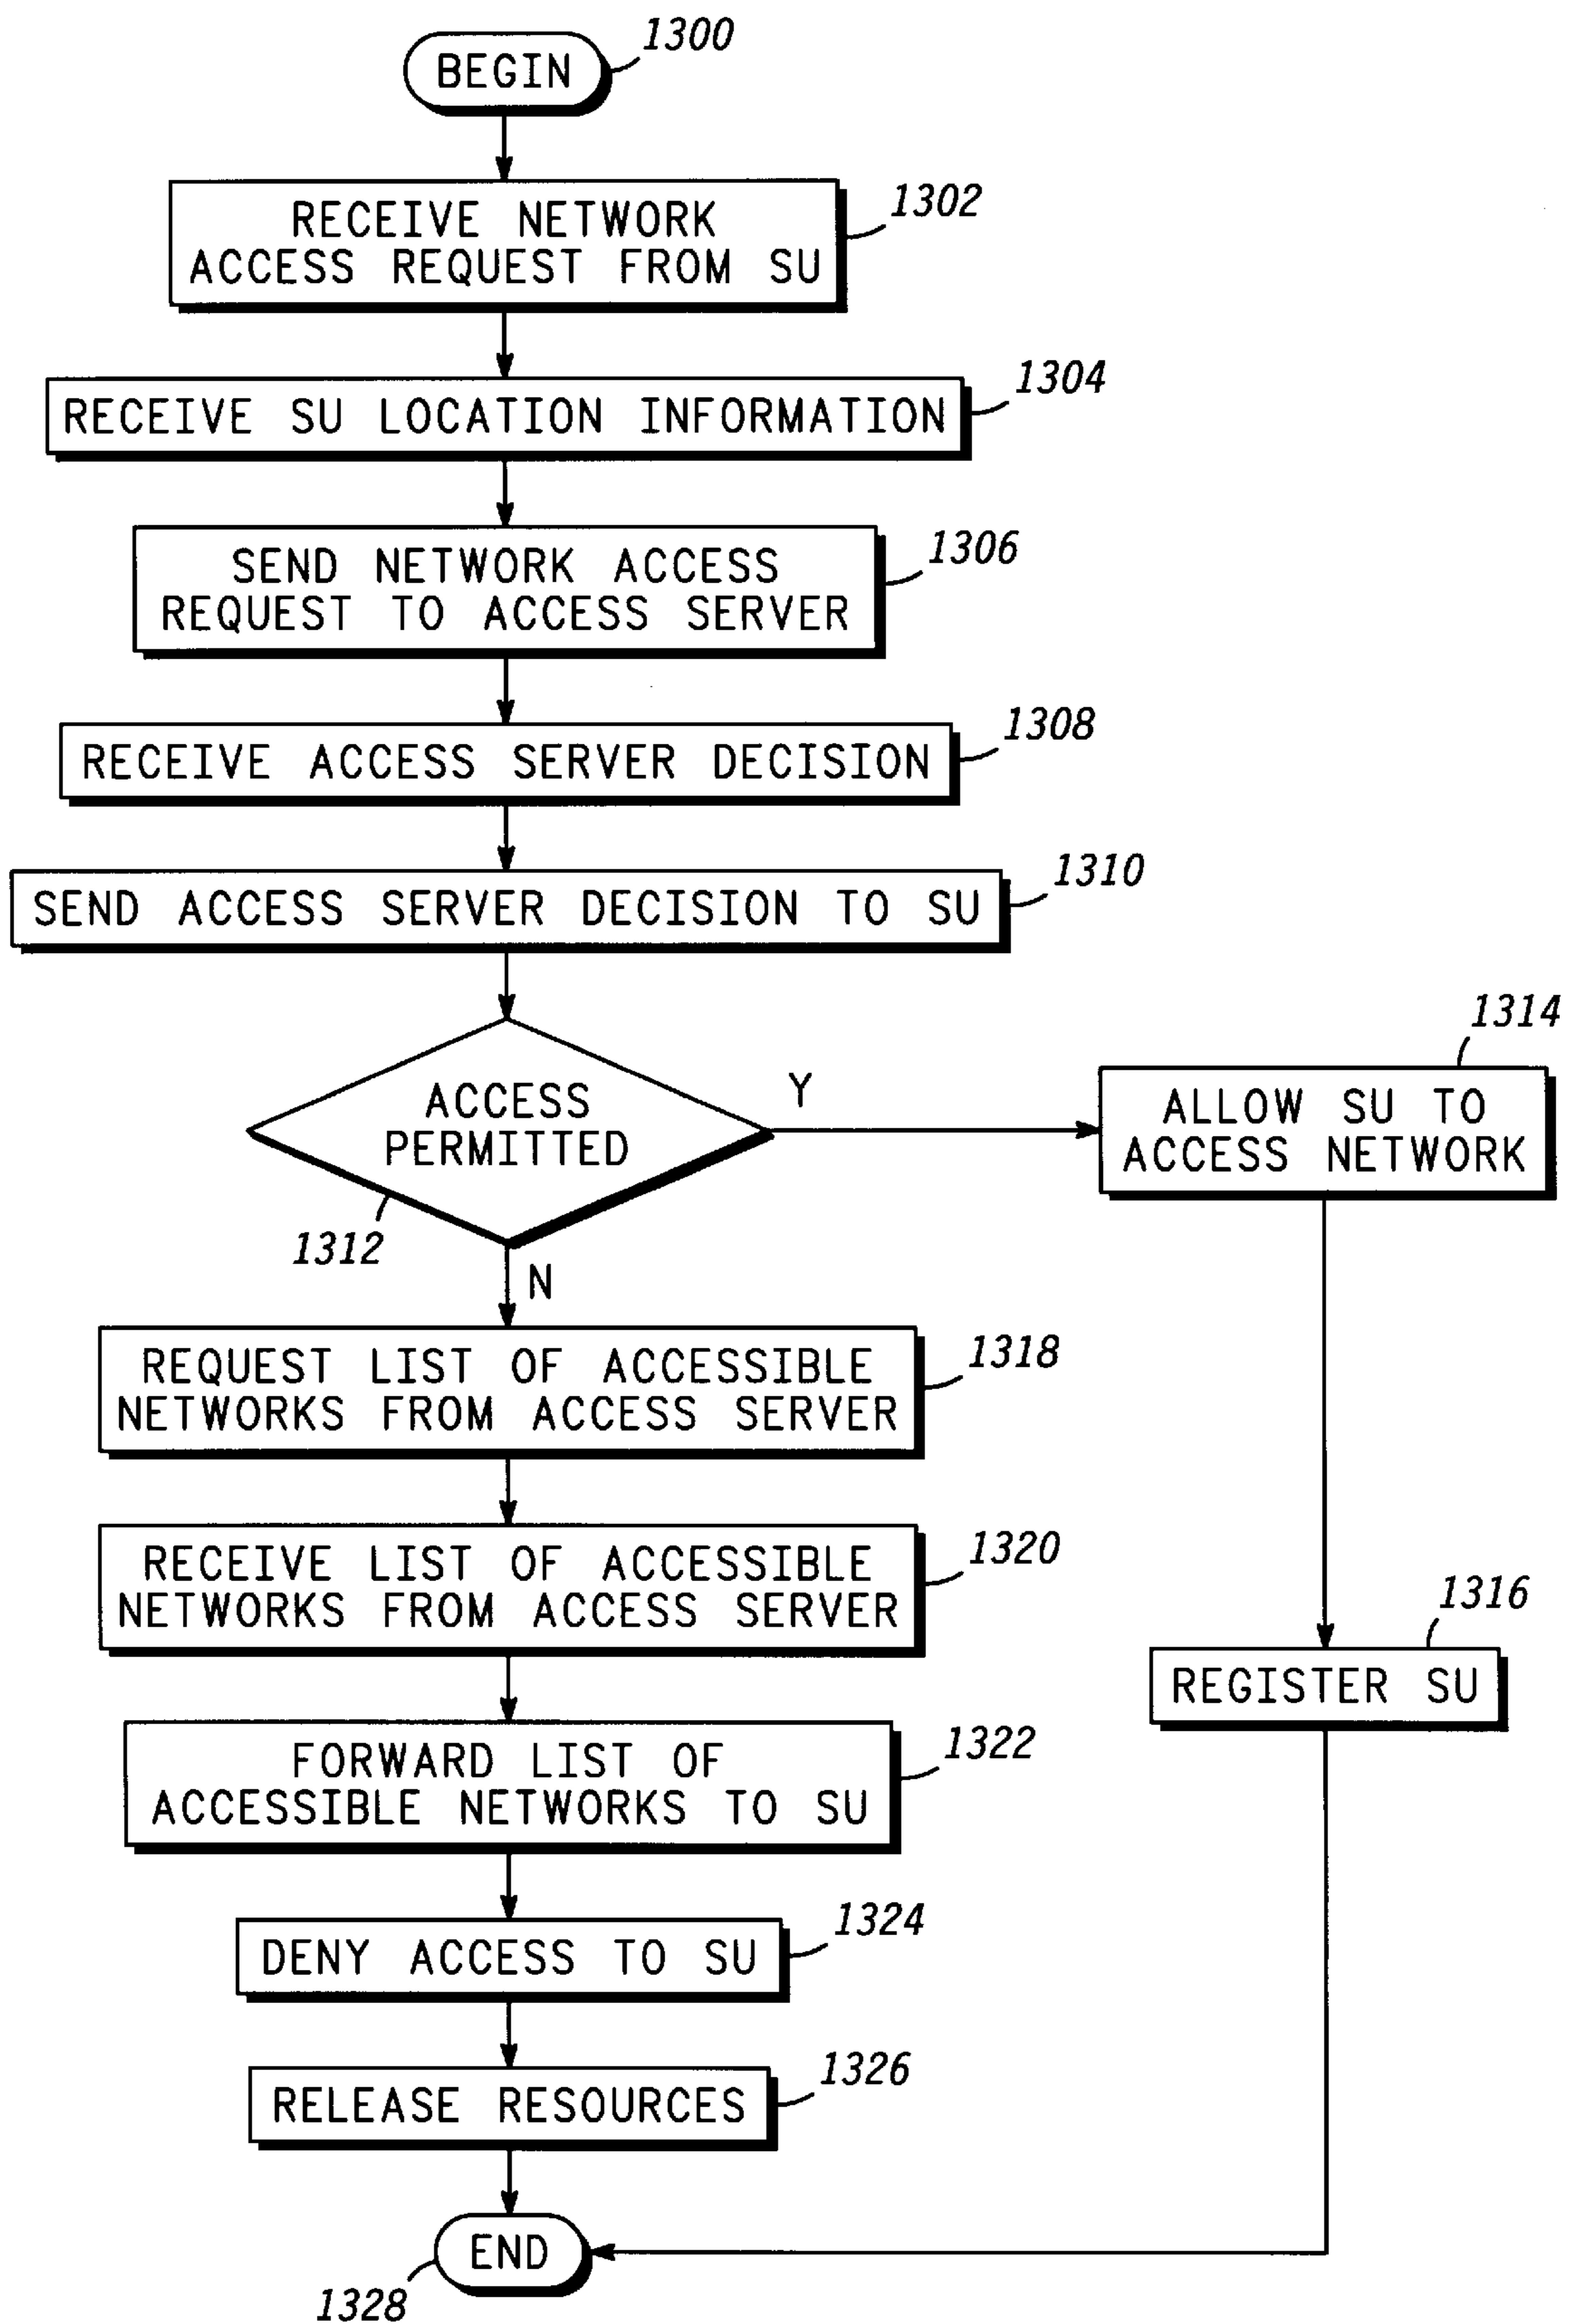 BEGIN
1300
RECEIVE NETWORK
ACCESS REQUEST FROM SU
1302
RECEIVE SU LOCATION INFORMATION
1304
SEND NETWORK ACCESS
REQUEST TO ACCESS SERVER
1306
RECEIVE ACCESS SERVER DECISION
1308
SEND ACCESS SERVER DECISION TO SU
1310
ACCESS
PERMITTED
1312
Y
ALLOW SU TO
ACCESS NETWORK
1314
N
REQUEST LIST OF ACCESSIBLE
NETWORKS FROM ACCESS SERVER
1318
RECEIVE LIST OF ACCESSIBLE
NETWORKS FROM ACCESS SERVER
1320
REGISTER SU
1316
FORWARD LIST OF
ACCESSIBLE NETWORKS TO SU
1322
DENY ACCESS TO SU
1324
RELEASE RESOURCES
1326
END
1328